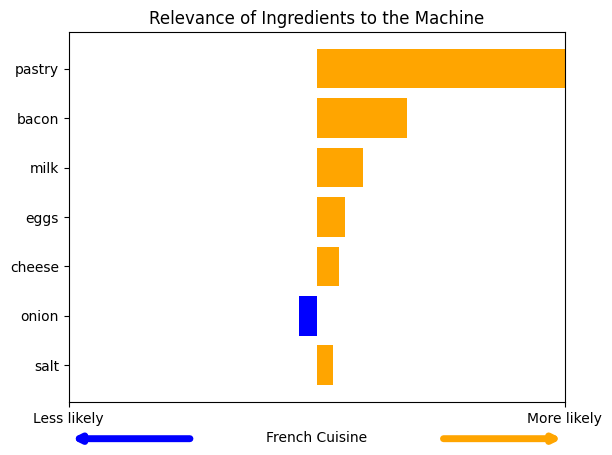 Relevance of Ingredients to the Machine
pastry
bacon
milk
eggs
cheese
onion
salt
Less likely
More likely
French Cuisine